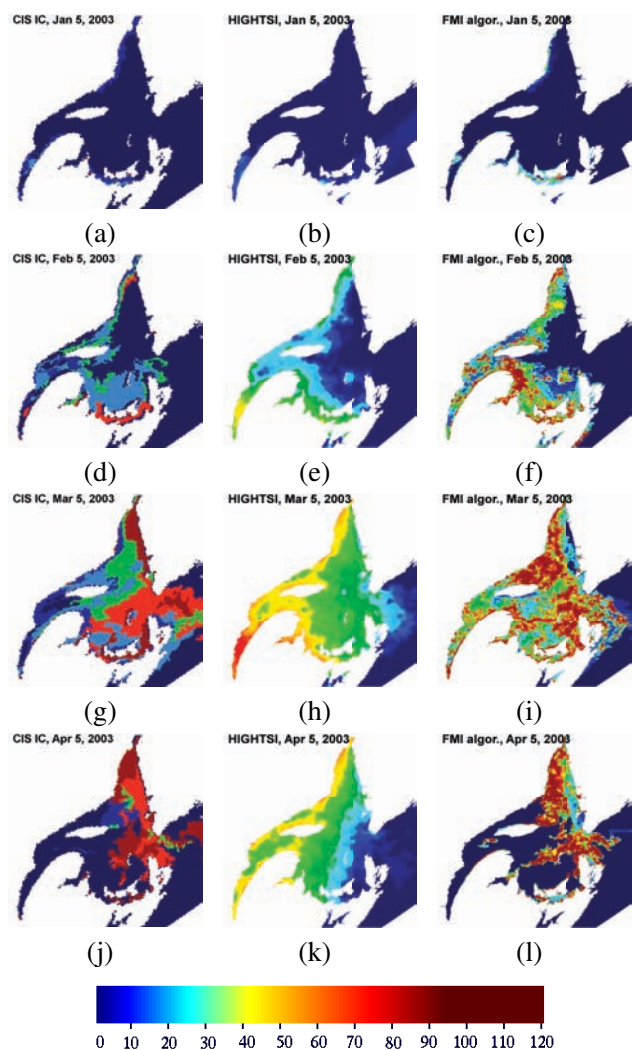 CIS IC, Jan 5, 2003
HIGHTSI, Jan 5, 2003
FMI algor., Jan 5, 2003
(a)
(b)
(c)
CIS IC, Feb 5, 2003
HIGHTSI, Feb 5, 2003
FMI algor., Feb 5, 2003
(d)
(e)
(f)
CIS IC, Mar 5, 2003
HIGHTSI, Mar 5, 2003
FMI algor., Mar 5, 2003
(g)
(h)
(i)
CIS IC, Apr 5, 2003
HIGHTSI, Apr 5, 2003
FMI algor., Apr 5, 2003
(j)
(k)
(l)
0 10 20 30 40 50 60 70 80 90 100 110 120